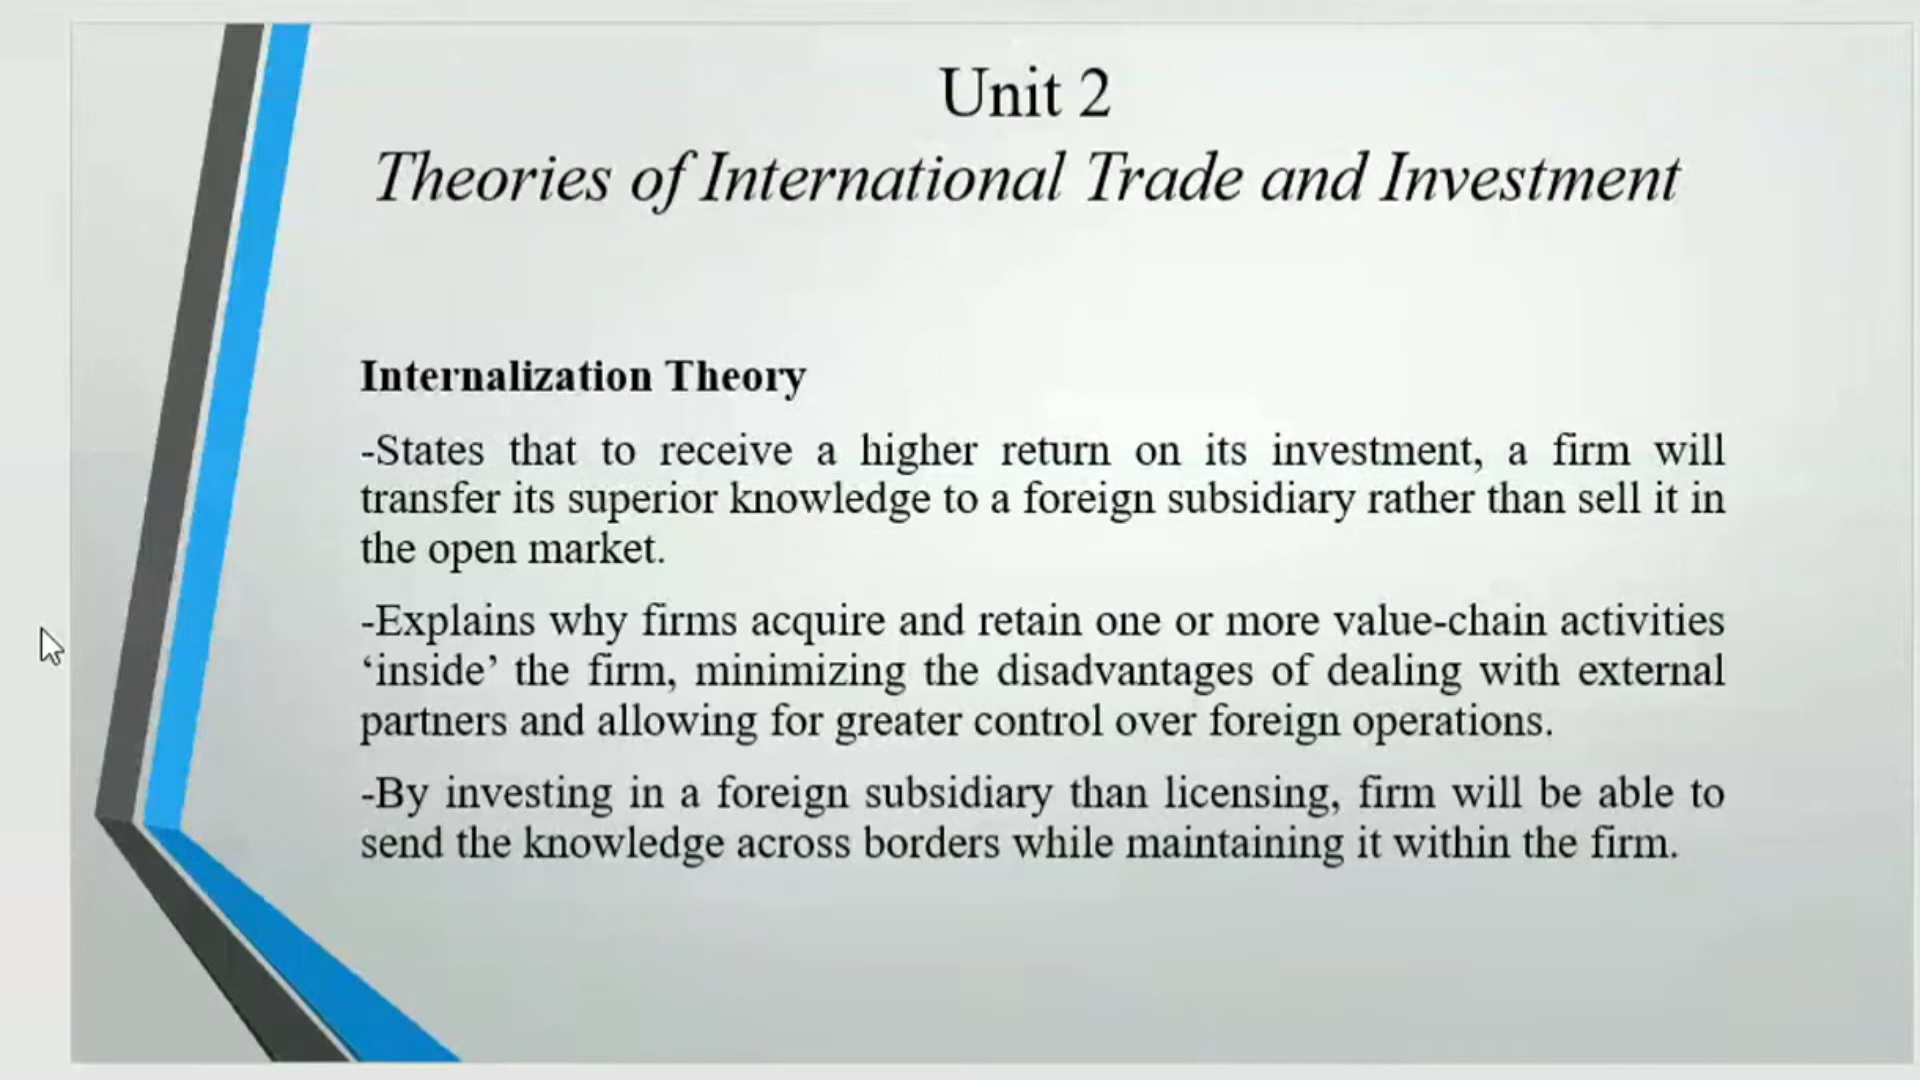 Unit 2
Theories of International Trade and Investment
Internalization Theory
-States that to receive a higher return on its investment, a firm will
transfer its superior knowledge to a foreign subsidiary rather than sell it in
the open market.
-Explains why firms acquire and retain one or more value-chain activities
‘inside’ the firm, minimizing the disadvantages of dealing with external
partners and allowing for greater control over foreign operations.
-By investing in a foreign subsidiary than licensing, firm will be able to
send the knowledge across borders while maintaining it within the firm.